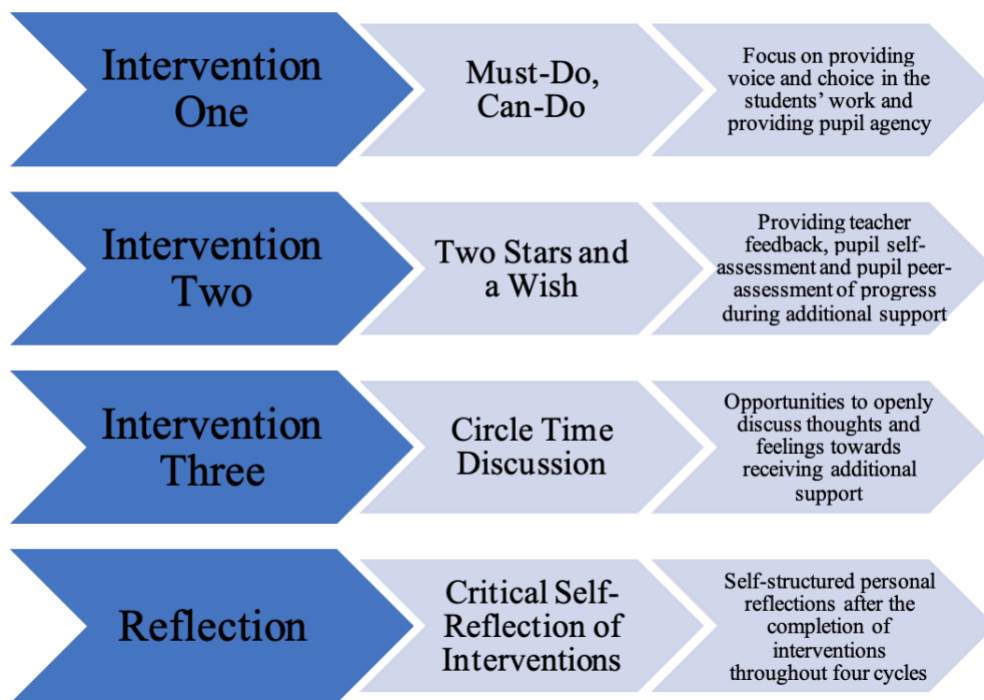 Intervention
One
Must-Do,
Can-Do
Focus on providing
voice and choice in the
students’ work and
providing pupil agency
Intervention
Two
Two Stars and
a Wish
Providing teacher
feedback, pupil self-
assessment and pupil peer-
assessment of progress
during additional support
Intervention
Three
Circle Time
Discussion
Opportunities to openly
discuss thoughts and
feelings towards
receiving additional
support
Reflection
Critical Self-
Reflection of
Interventions
Self-structured personal
reflections after the
completion of
interventions
throughout four cycles